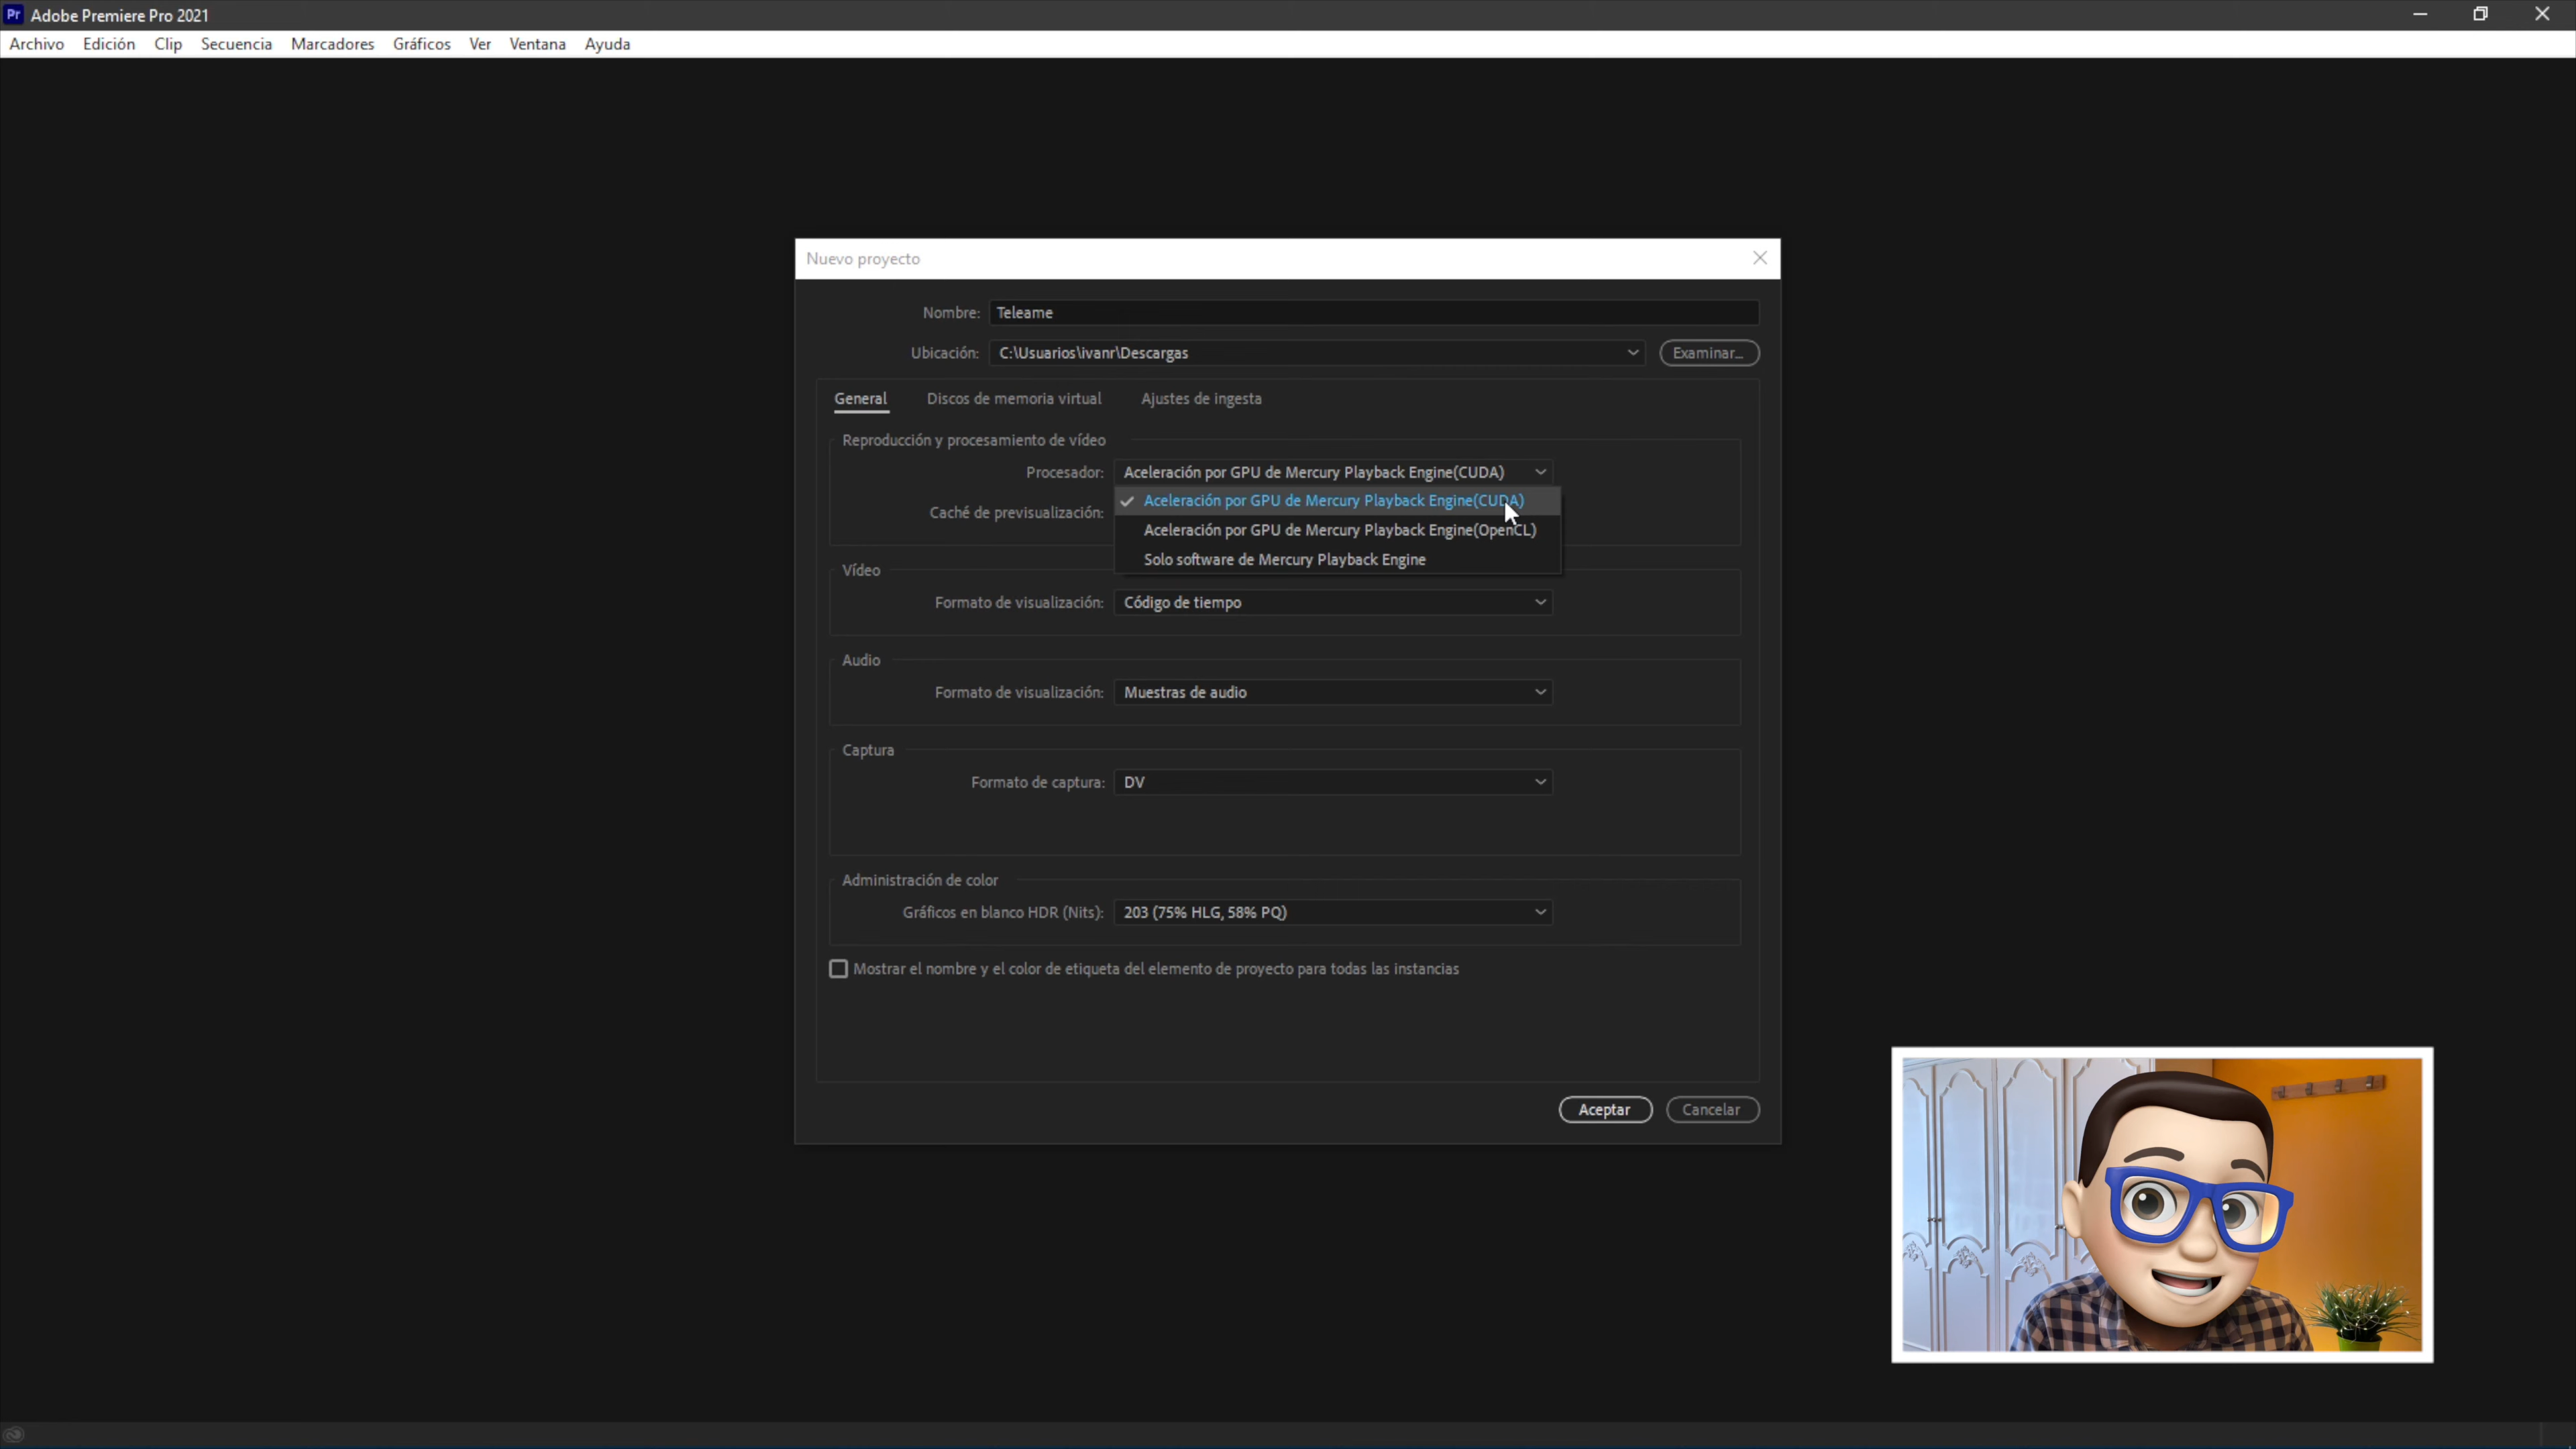 Pr Adobe Premiere Pro 2021
Archivo Edición Clip Secuencia Marcadores Gráficos Ver Ventana Ayuda
Nuevo proyecto
Nombre: Teleame
Ubicación: C:\Usuarios\ivanr\Descargas Examinar...
General Discos de memoria virtual Ajustes de ingesta
Reproducción y procesamiento de vídeo
Procesador: Aceleración por GPU de Mercury Playback Engine(CUDA)
Aceleración por GPU de Mercury Playback Engine(CUDA)
Caché de previsualización:
Aceleración por GPU de Mercury Playback Engine(OpenCL)
Solo software de Mercury Playback Engine
Vídeo
Formato de visualización: Código de tiempo
Audio
Formato de visualización: Muestras de audio
Captura
Formato de captura: DV
Administración de color
Gráficos en blanco HDR (Nits): 203 (75% HLG, 58% PQ)
Mostrar el nombre y el color de etiqueta del elemento de proyecto para todas las instancias
Aceptar Cancelar